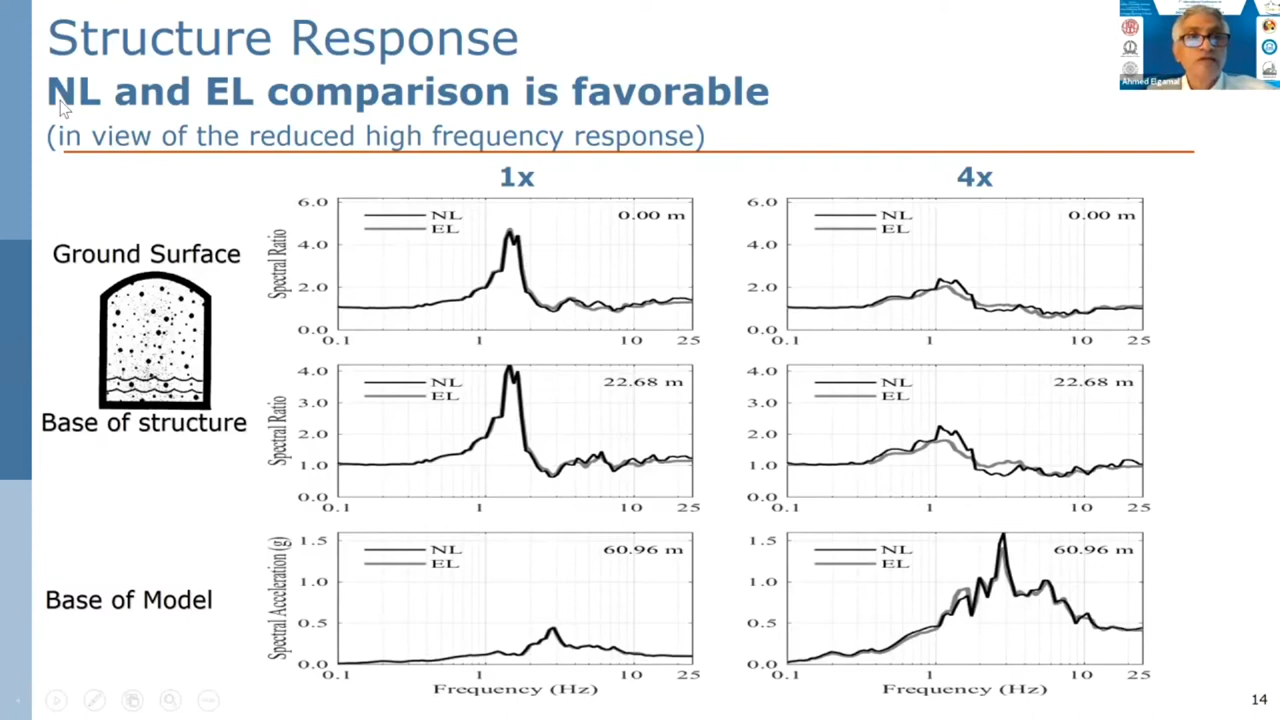 Structure Response
NL and EL comparison is favorable
(in view of the reduced high frequency response)
Ahmed Elgamal
1x
4x
Ground Surface
Base of structure
Base of Model
Spectral Ratio
6.0
4.0
2.0
0.0
NL
EL
0.00 m
0.1
1
10
25
6.0
4.0
2.0
0.0
NL
EL
0.00 m
0.1
1
10
25
Spectral Ratio
4.0
3.0
2.0
1.0
0.0
NL
EL
22.68 m
0.1
1
10
25
4.0
3.0
2.0
1.0
0.0
NL
EL
22.68 m
0.1
1
10
25
Spectral Acceleration (g)
1.5
1.0
0.5
0.0
NL
EL
60.96 m
0.1
1
10
25
Frequency (Hz)
1.5
1.0
0.5
0.0
NL
EL
60.96 m
0.1
1
10
25
Frequency (Hz)
14